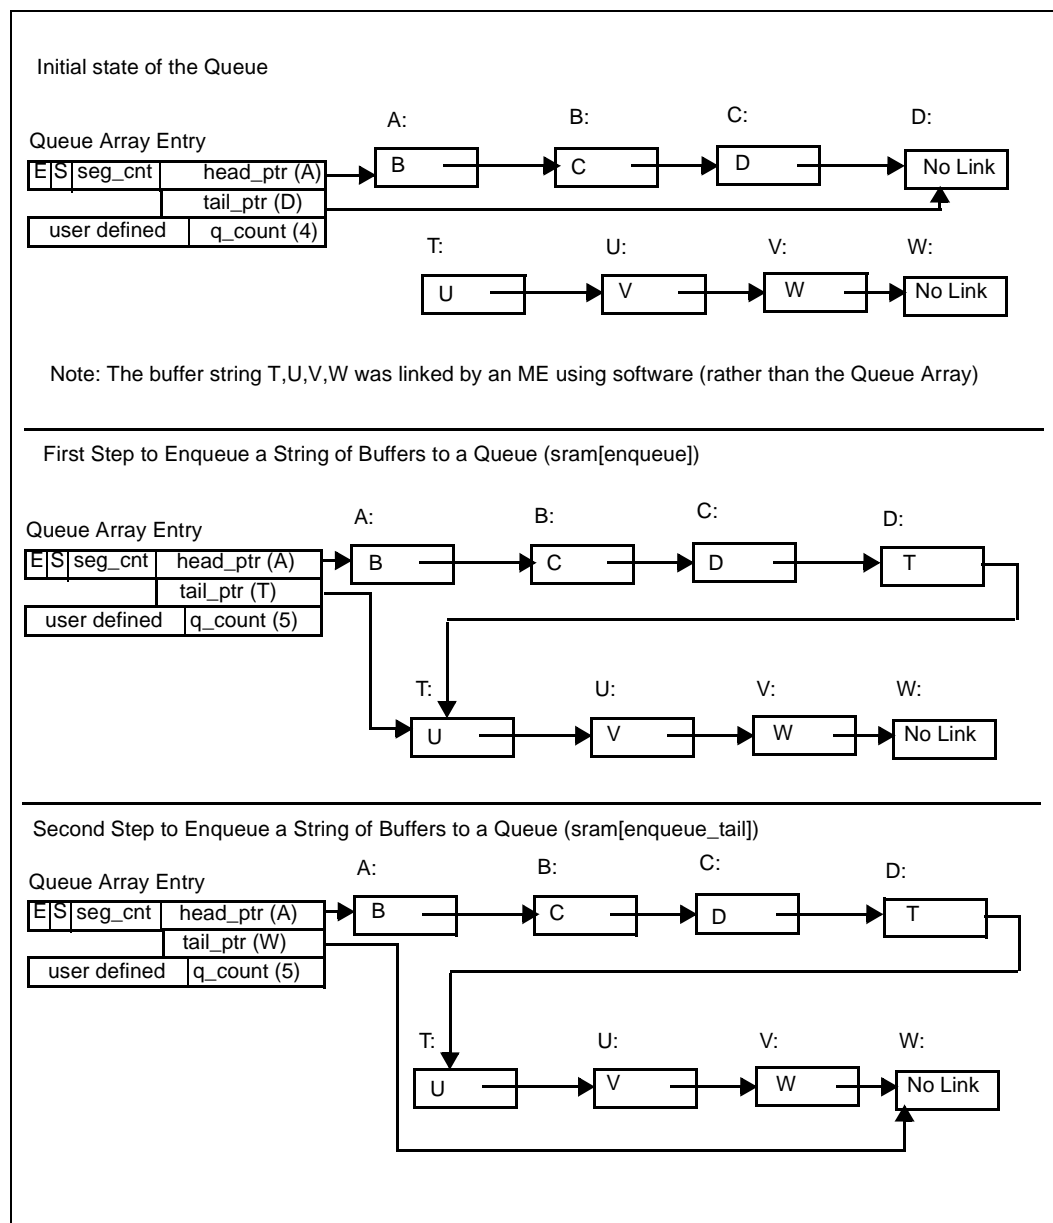 Initial state of the Queue
A: B: C: D:
Queue Array Entry
E S seg_cnt head_ptr (A) B C D No Link
tail_ptr (D)
user defined q_count (4)
T: U: V: W:
U V W No Link
Note: The buffer string T,U,V,W was linked by an ME using software (rather than the Queue Array)
First Step to Enqueue a String of Buffers to a Queue (sram[enqueue])
A: B: C: D:
Queue Array Entry
E S seg_cnt head_ptr (A) B C D T
tail_ptr (T)
user defined q_count (5)
T: U: V: W:
U V W No Link
Second Step to Enqueue a String of Buffers to a Queue (sram[enqueue_tail])
A: B: C: D:
Queue Array Entry
E S seg_cnt head_ptr (A) B C D T
tail_ptr (W)
user defined q_count (5)
T: U: V: W:
U V W No Link